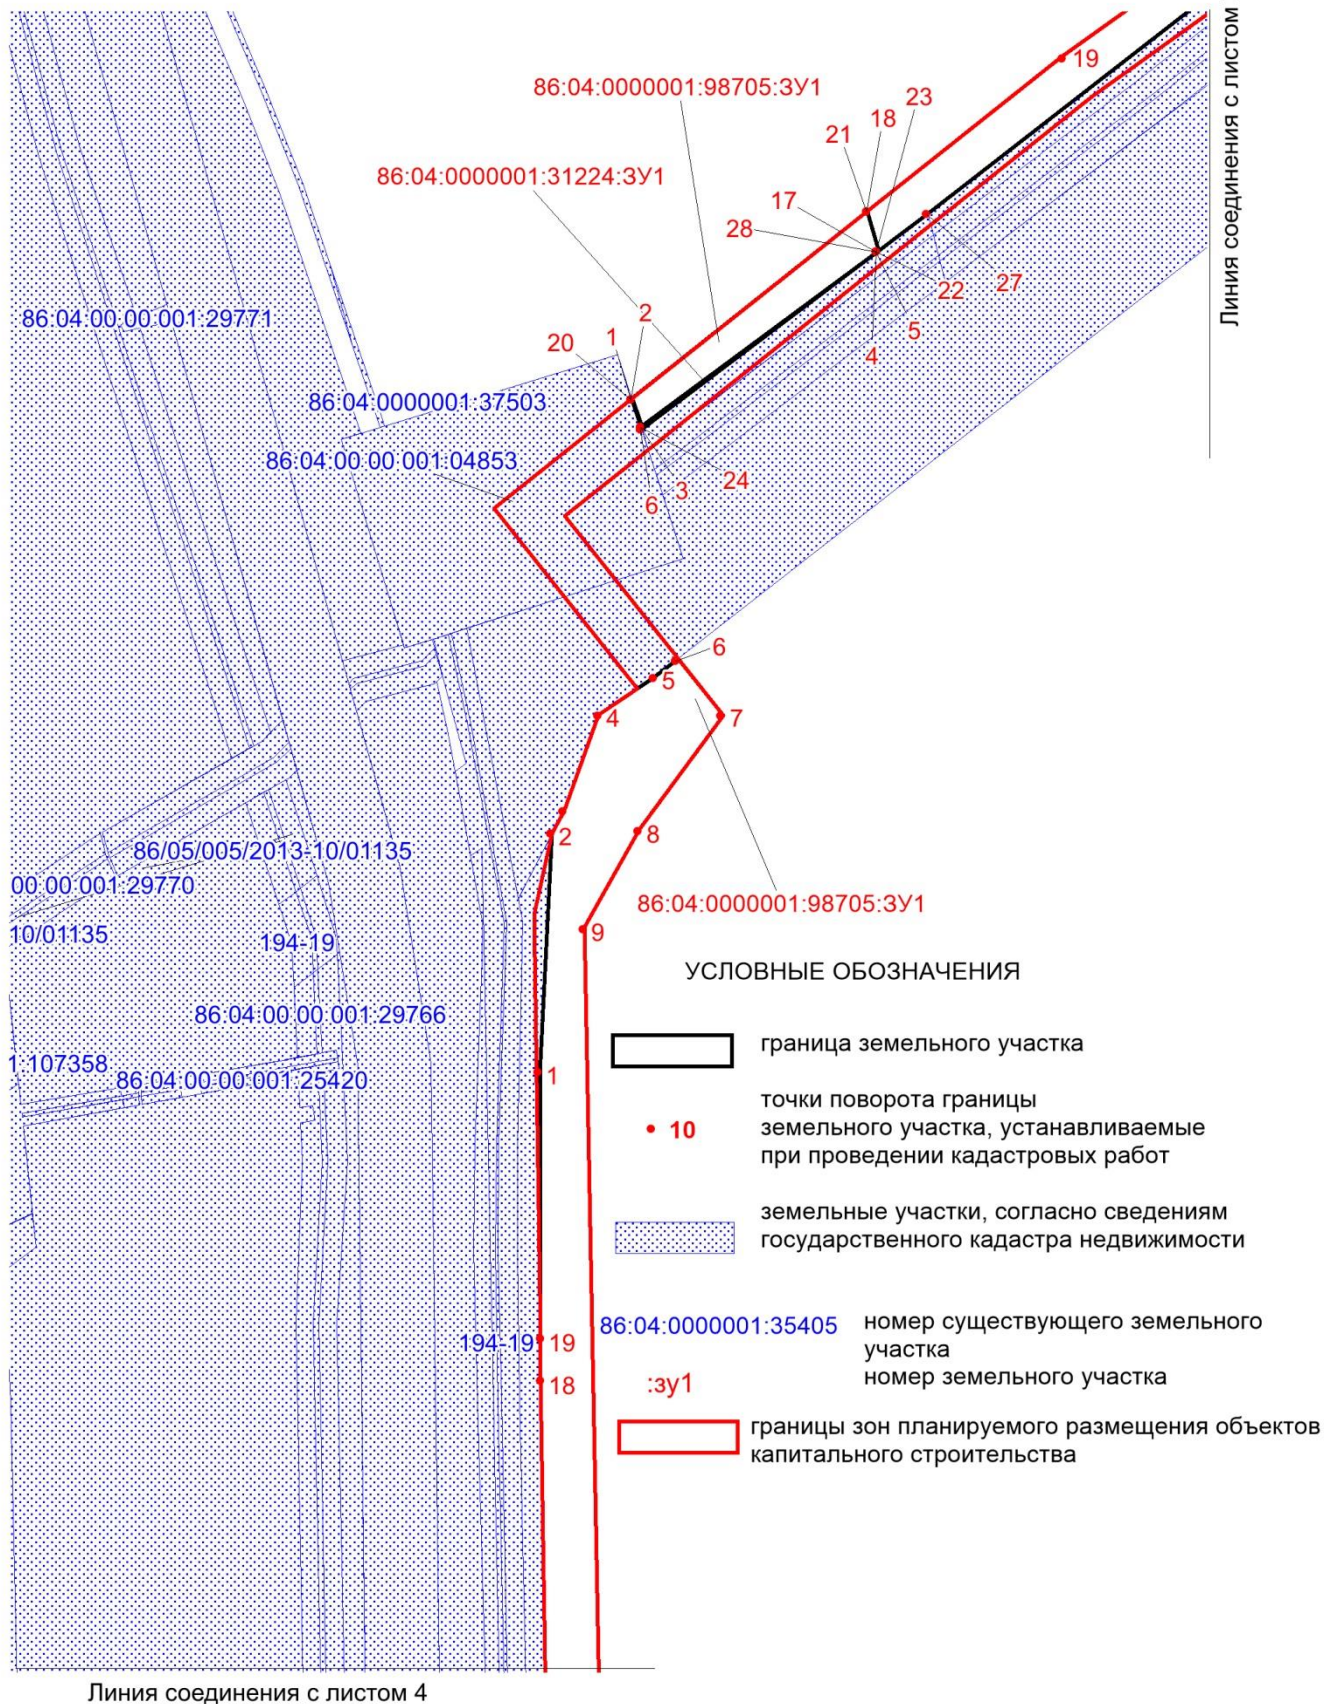 Линия соединения с листом
19
86:04:0000001:98705:ЗУ1
23
18
21
86:04:0000001:31224:ЗУ1
17
28
22
27
2
1
20
5
4
86:04:00 00 001:29771
86:04:0000001:37503
86:04:00 00 001:04853
24
3
6
6
5
7
4
2
8
86/05/005/2013-10/01135
00 00 001:29770
86:04:0000001:98705:ЗУ1
10/01135
194-19
9
УСЛОВНЫЕ ОБОЗНАЧЕНИЯ
86:04:00 00 001:29766
граница земельного участка
1:107358
86:04:00 00 001:25420
1
точки поворота границы
10
земельного участка, устанавливаемые
при проведении кадастровых работ
земельные участки, согласно сведениям
государственного кадастра недвижимости
86:04:0000001:35405
номер существующего земельного
участка
194-19
19
:зу1
номер земельного участка
18
границы зон планируемого размещения объектов
капитального строительства
Линия соединения с листом 4